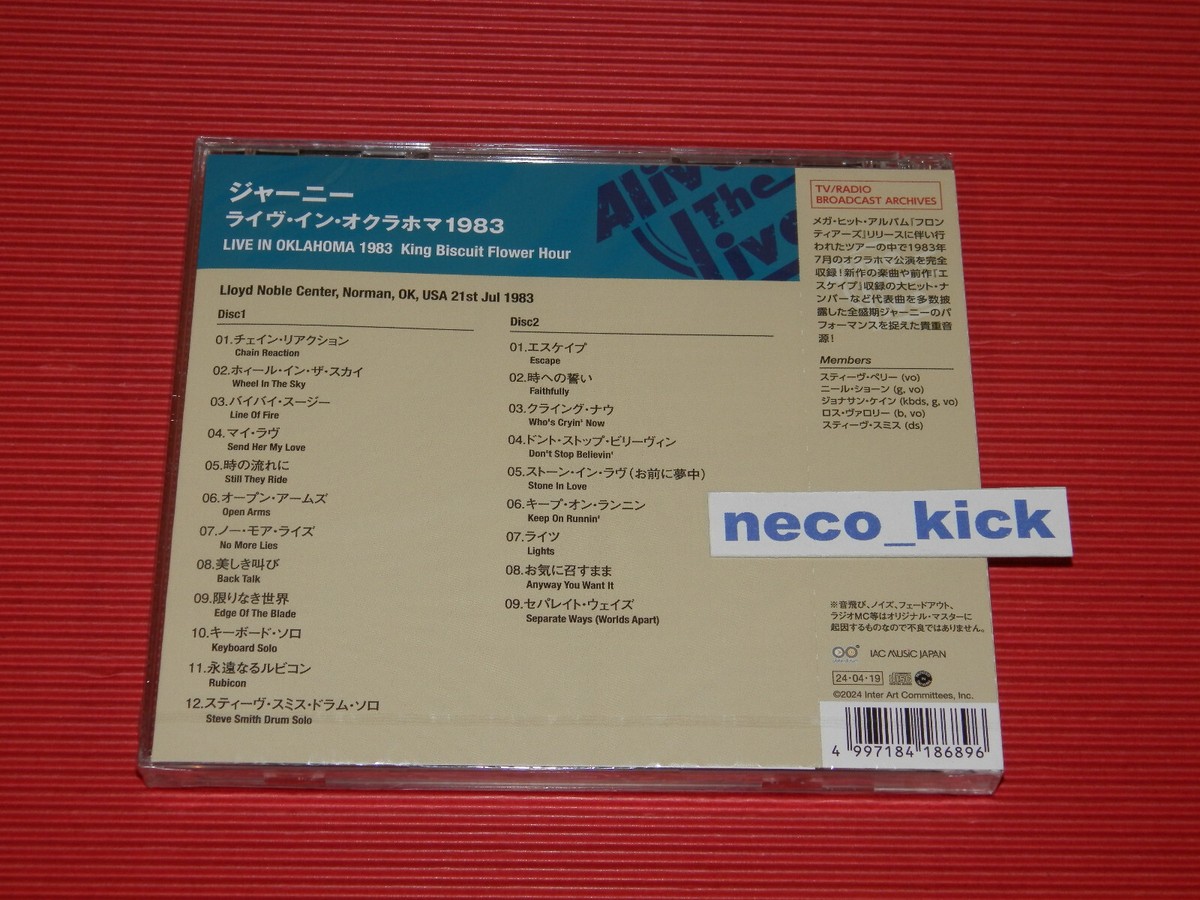 ジャーニー
ライヴ・イン・オクラホマ1983
LIVE IN OKLAHOMA 1983 King Biscuit Flower Hour
Alive
The
Live
Lloyd Noble Center, Norman, OK, USA 21st Jul 1983
Disc1
01.チェイン・リアクション
Chain Reaction
02.ホィール・イン・ザ・スカイ
Wheel In The Sky
03.バイバイ・スージー
Line Of Fire
04.マイ・ラヴ
Send Her My Love
05.時の流れに
Still They Ride
06.オープン・アームズ
Open Arms
07.ノー・モア・ライズ
No More Lies
08.美しき叫び
Back Talk
09.限りなき世界
Edge Of The Blade
10.キーボード・ソロ
Keyboard Solo
11.永遠なるルビコン
Rubicon
12.スティーヴ・スミス・ドラム・ソロ
Steve Smith Drum Solo
Disc2
01.エスケイプ
Escape
02.時への誓い
Faithfully
03.クライング・ナウ
Who's Cryin' Now
04.ドント・ストップ・ビリーヴィン
Don't Stop Believin'
05.ストーン・イン・ラヴ(お前に夢中)
Stone In Love
06.キープ・オン・ランニン
Keep On Runnin'
07.ライツ
Lights
08.お気に召すまま
Anyway You Want It
09.セパレイト・ウェイズ
Separate Ways (Worlds Apart)
TV/RADIO
BROADCAST ARCHIVES
メガ・ヒット・アルバム『フロン
ティアーズ』リリースに伴い行
われたツアーの中で1983年
7月のオクラホマ公演を完全
収録!新作の楽曲や前作『エ
スケイプ』収録の大ヒット・ナ
ンバーなど代表曲を多数披
露した全盛期ジャーニーのパ
フォーマンスを捉えた貴重音
源!
Members
スティーヴ・ペリー (vo)
ニール・ショーン (g, vo)
ジョナサン・ケイン (kbds, g, vo)
ロス・ヴァロリー (b, vo)
スティーヴ・スミス (ds)
neco_kick
※音飛び、ノイズ、フェードアウト、
ラジオMC等はオリジナル・マスターに
起因するものなので不良ではありません。
IAC MUSIC JAPAN
24・04・19
©2024 Inter Art Committees, Inc.
4 997184 186896